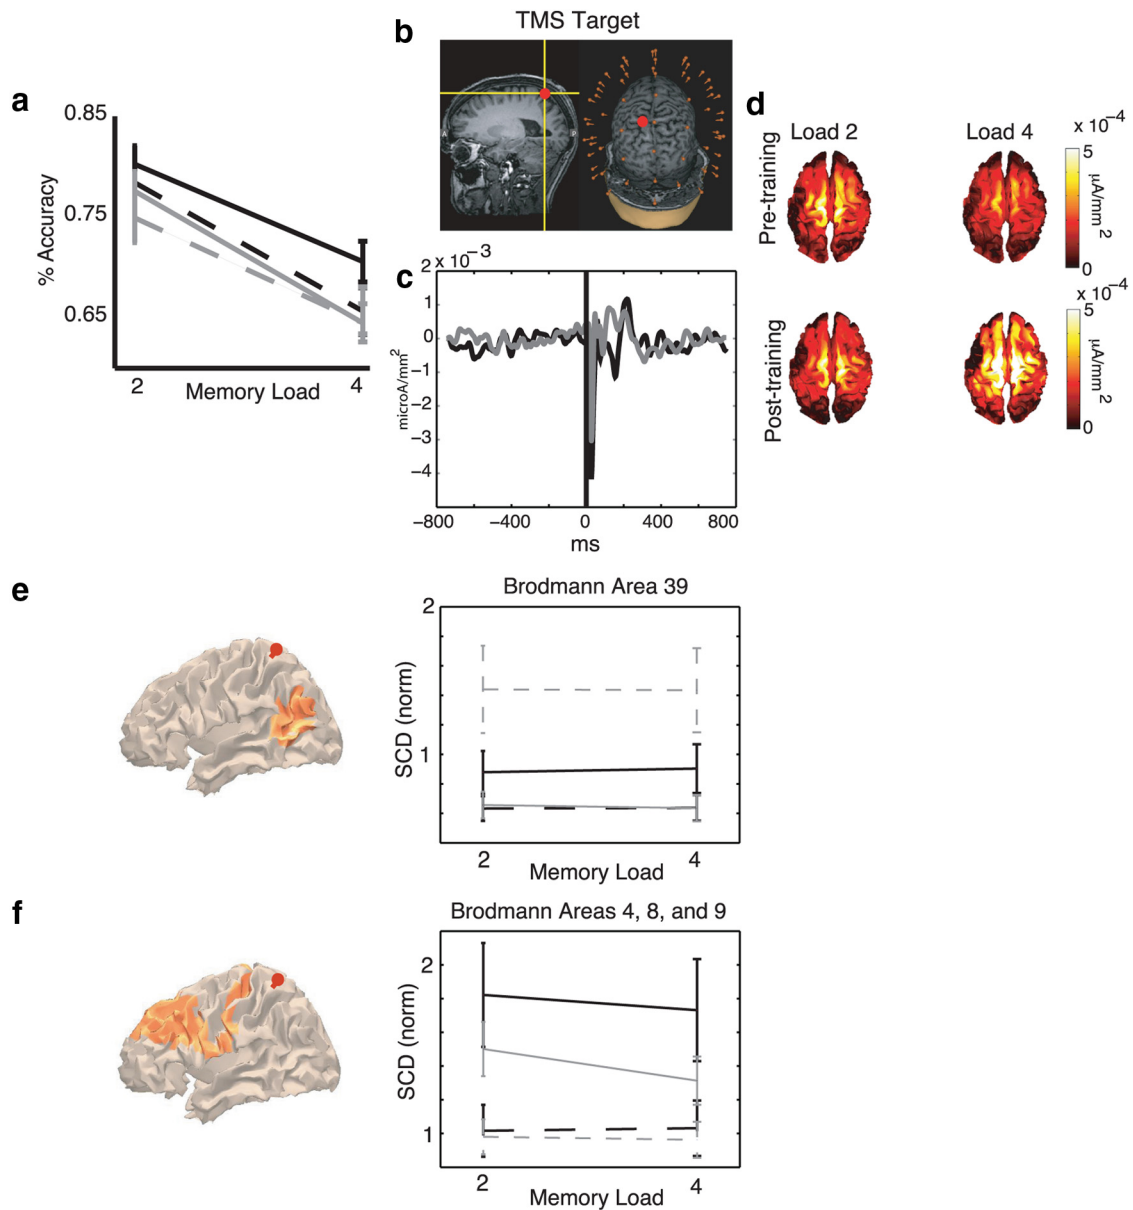 a
0.85
0.75
0.65
% Accuracy
2
Memory Load
4
b
TMS Target
A
P
c
2 x 10⁻³
1
0
−1
−2
−3
−4
microA/mm²
−800
−400
0
400
800
ms
d
Load 2
Load 4
Pre-training
x 10⁻⁴
5
µA/mm²
0
Post-training
x 10⁻⁴
5
µA/mm²
0
e
Brodmann Area 39
2
1
SCD (norm)
2
Memory Load
4
f
Brodmann Areas 4, 8, and 9
2
1
SCD (norm)
2
Memory Load
4